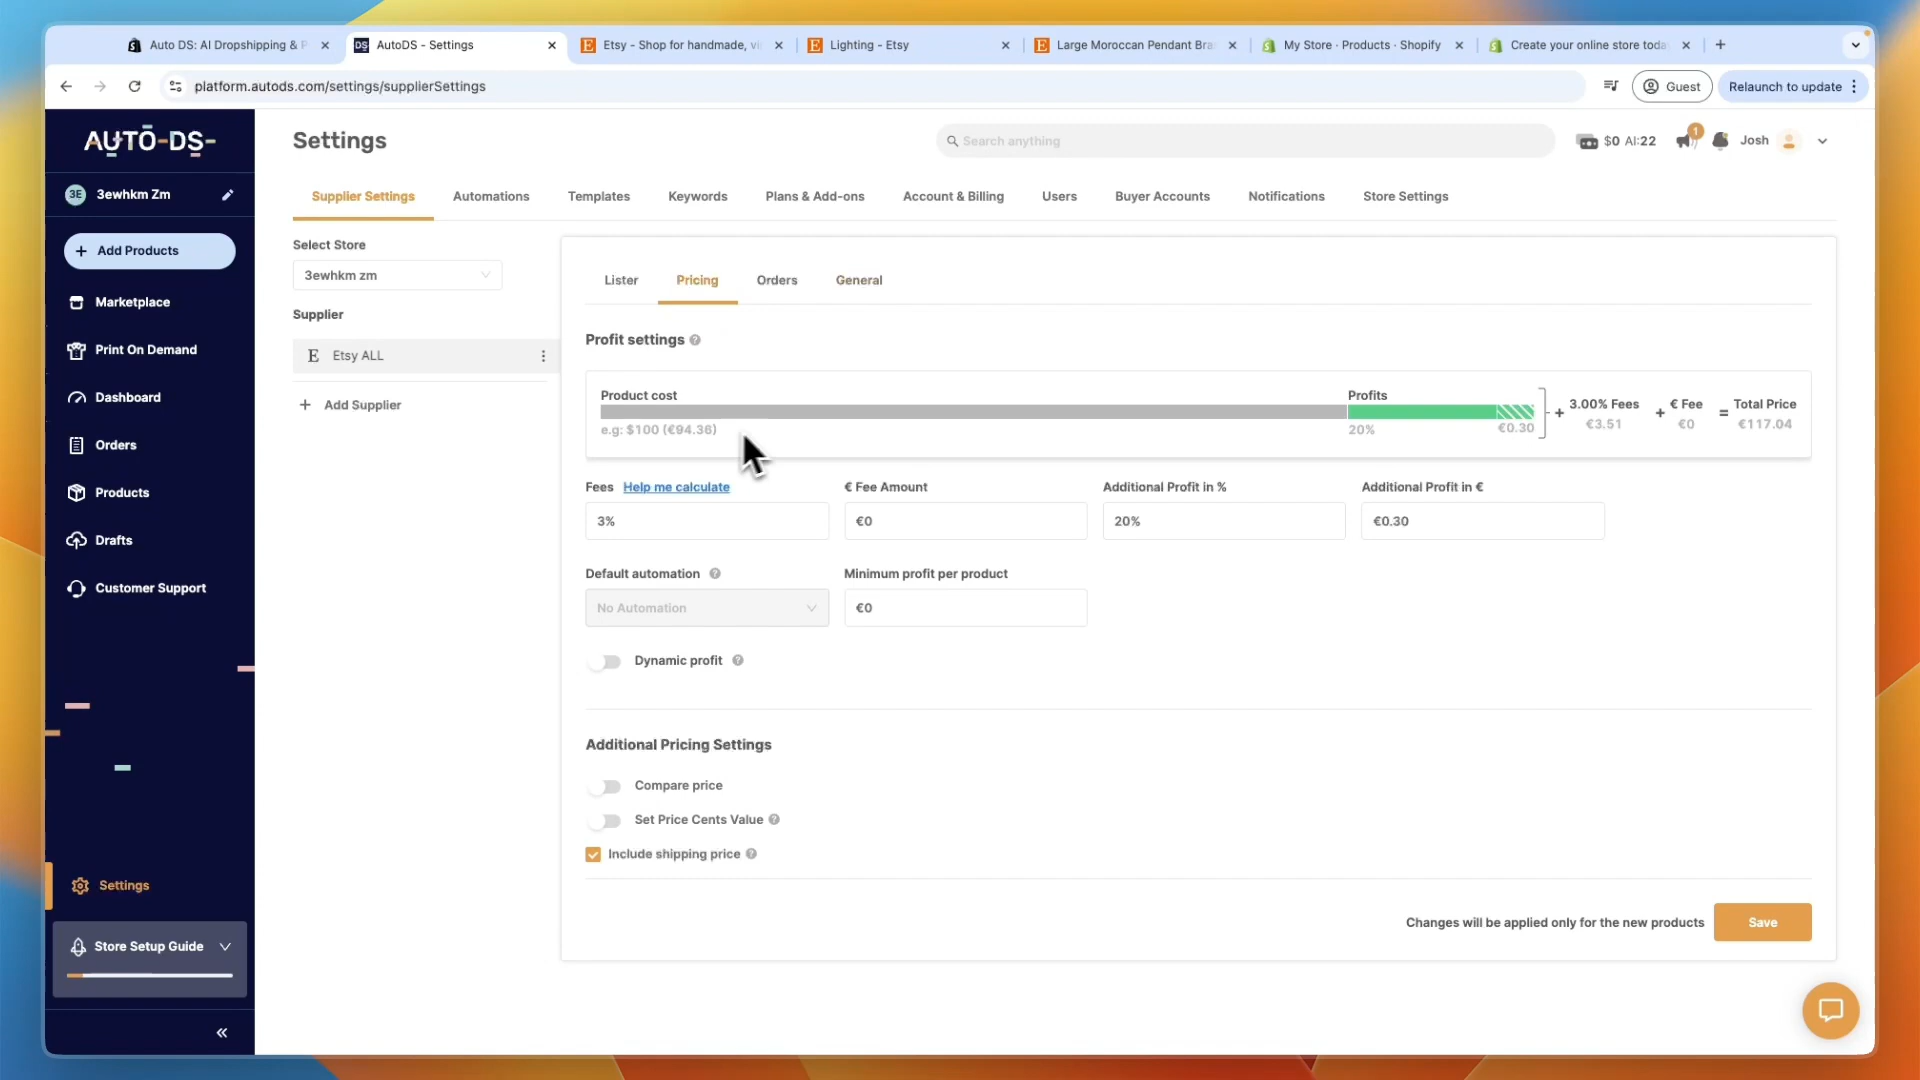 Auto DS: AI Dropshipping & P
AutoDS - Settings
Etsy - Shop for handmade, vi
Lighting - Etsy
Large Moroccan Pendant Bra
My Store · Products · Shopify
Create your online store toda
platform.autods.com/settings/supplierSettings
Guest
Relaunch to update
AUTO-DS-
3E 3ewhkm Zm
+ Add Products
Marketplace
Print On Demand
Dashboard
Orders
Products
Drafts
Customer Support
Settings
Store Setup Guide
Settings
Search anything
$0 AI:22
1
Josh
Supplier Settings
Automations
Templates
Keywords
Plans & Add-ons
Account & Billing
Users
Buyer Accounts
Notifications
Store Settings
Select Store
3ewhkm zm
Supplier
E Etsy ALL
+ Add Supplier
Lister
Pricing
Orders
General
Profit settings
Product cost
Profits
e.g: $100 (€94.36)
20%
€0.30
+ 3.00% Fees + € Fee = Total Price
€3.51 €0 €117.04
Fees Help me calculate
€ Fee Amount
Additional Profit in %
Additional Profit in €
3%
€0
20%
€0.30
Default automation
Minimum profit per product
No Automation
€0
Dynamic profit
Additional Pricing Settings
Compare price
Set Price Cents Value
Include shipping price
Changes will be applied only for the new products
Save